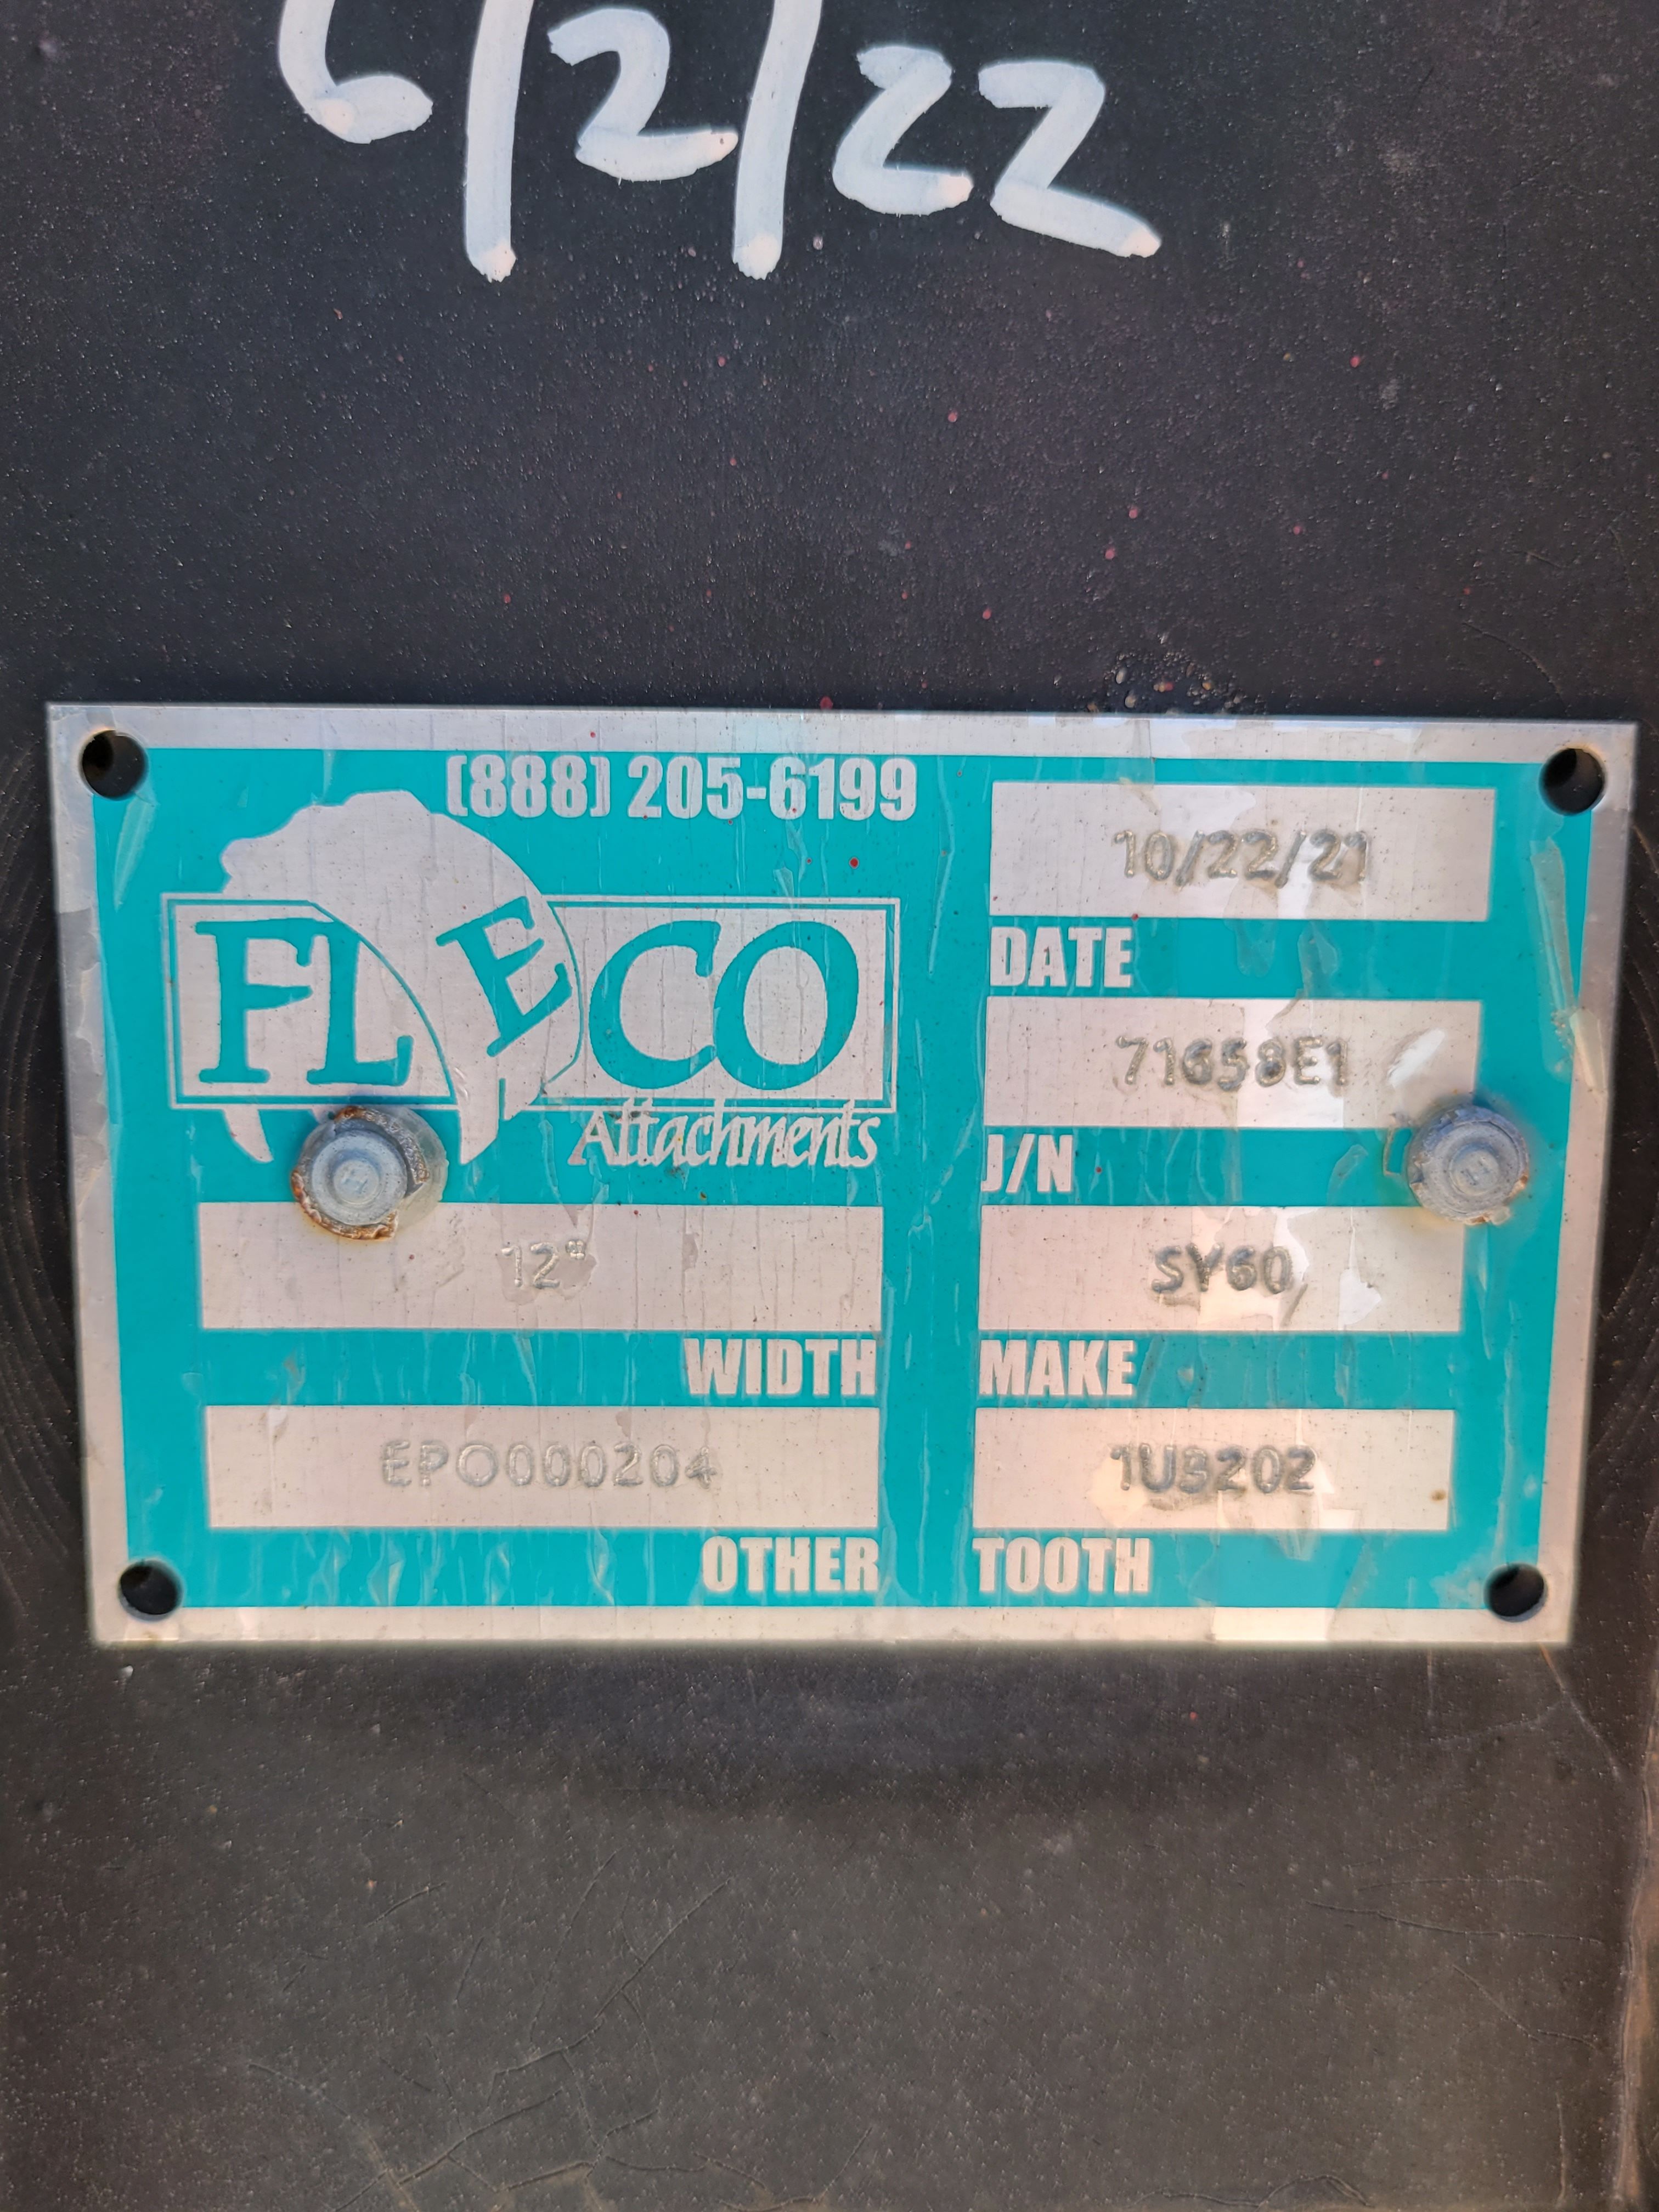 6/2/22
(888) 205-6199
FLECO
Attachments
10/22/21
DATE
71658E1
J/N
12"
WIDTH
SY60
MAKE
EPO000204
OTHER
1U3202
TOOTH